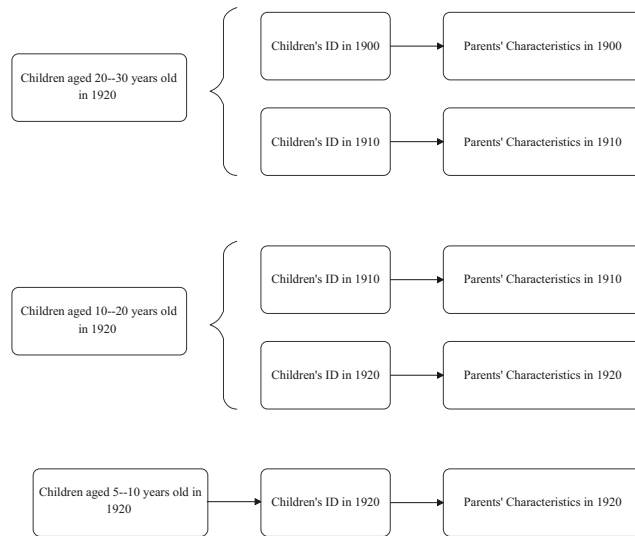 Children's ID in 1900
Parents' Characteristics in 1900
Children aged 20--30 years old
in 1920
Children's ID in 1910
Parents' Characteristics in 1910
Children's ID in 1910
Parents' Characteristics in 1910
Children aged 10--20 years old
in 1920
Children's ID in 1920
Parents' Characteristics in 1920
Children aged 5--10 years old in
1920
Children's ID in 1920
Parents' Characteristics in 1920